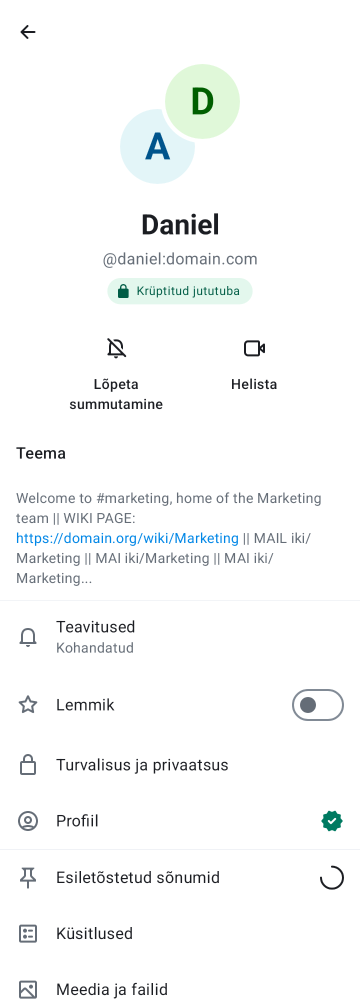 D
A
Daniel
@daniel:domain.com
Krüptitud jututuba
Lõpeta
summutamine
Helista
Teema
Welcome to #marketing, home of the Marketing
team || WIKI PAGE:
https://domain.org/wiki/Marketing || MAIL iki/
Marketing || MAI iki/Marketing || MAI iki/
Marketing...
Teavitused
Kohandatud
Lemmik
Turvalisus ja privaatsus
Profiil
Esiletõstetud sõnumid
Küsitlused
Meedia ja failid